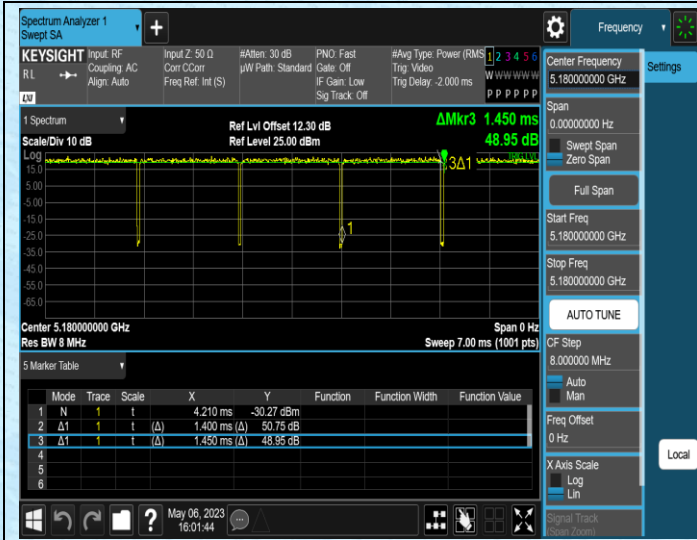 Spectrum Analyzer 1
Swept SA
+
Frequency
KEYSIGHT
RL
LXI
Input: RF
Coupling: AC
Align: Auto
Input Z: 50 Ω
Corr CCorr
Freq Ref: Int (S)
#Atten: 30 dB
µW Path: Standard
PNO: Fast
Gate: Off
IF Gain: Low
Sig Track: Off
#Avg Type: Power (RMS
Trig: Video
Trig Delay: -2.000 ms
1 2 3 4 5 6
W W W W W W
P P P P P P
1 Spectrum
Scale/Div 10 dB
Ref Lvl Offset 12.30 dB
Ref Level 25.00 dBm
ΔMkr3 1.450 ms
48.95 dB
Log
TRIG LVL
3Δ1
1
15.0
5.00
-5.00
-15.0
-25.0
-35.0
-45.0
-55.0
-65.0
Center 5.180000000 GHz
Span 0 Hz
Res BW 8 MHz
Sweep 7.00 ms (1001 pts)
5 Marker Table
Mode Trace Scale X Y Function Function Width Function Value
1 N 1 t 4.210 ms -30.27 dBm
2 Δ1 1 t (Δ) 1.400 ms (Δ) 50.75 dB
3 Δ1 1 t (Δ) 1.450 ms (Δ) 48.95 dB
4
5
6
?
May 06, 2023
16:01:44
Center Frequency
5.180000000 GHz
Settings
Span
0.00000000 Hz
Swept Span
Zero Span
Full Span
Start Freq
5.180000000 GHz
Stop Freq
5.180000000 GHz
AUTO TUNE
CF Step
8.000000 MHz
Auto
Man
Freq Offset
0 Hz
X Axis Scale
Log
Lin
Local
Signal Track
(Span Zoom)